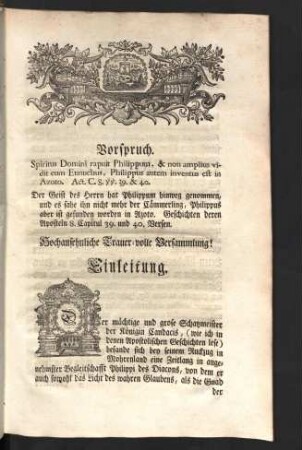 Vorspruch.
Spiritus Domini rapuit Philippum, & non amplius vi-
dit eum Eunuchus, Philippus autem inventus est in
Azoto. Act. C. 8. ℣℣. 39. & 40.
Der Geist des Herrn hat Philippum hinweg genommen,
und es sahe ihn nicht mehr der Cämmerling, Philippus
aber ist gefunden worden in Azoto. Geschichten deren
Aposteln 8. Capitul 39. und 40. Versen.
Hochansehnliche Trauer-volle Versammlung!
Einleitung.
Der mächtige und große Schatzmeister
der Königin Candacis, (wie ich in
denen Apostolischen Geschichten lese)
befande sich bey seinem Ruckzug in
Mohrenland eine Zeitlang in ange-
nehmster Begleitschafft Philippi des Diacons, von dem er
auch sowohl das Licht des wahren Glaubens, als die Gnad
der